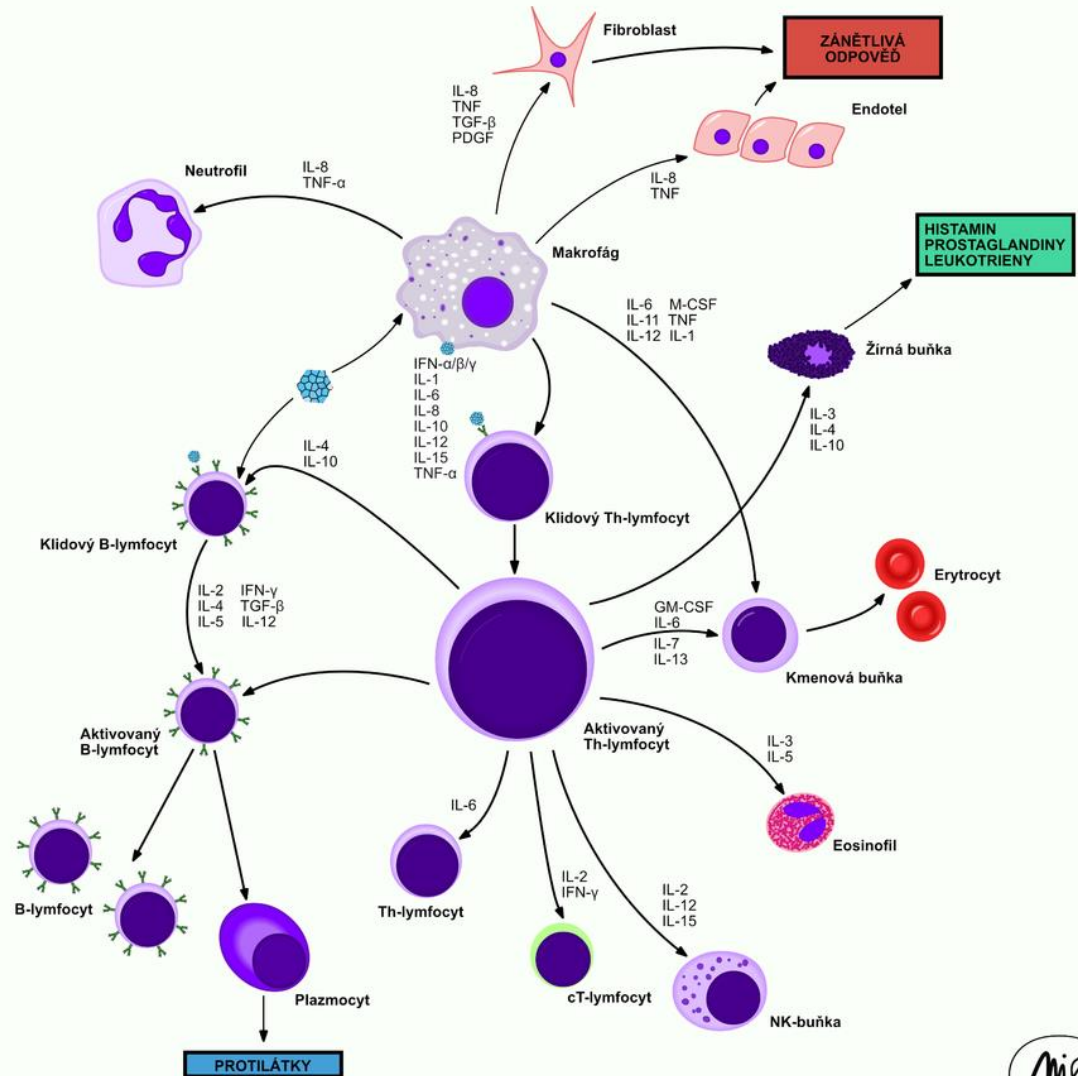 Fibroblast
ZÁNĚTLIVÁ
ODPOVĚĎ
IL-8
TNF
TGF-β
PDGF
Endotel
Neutrofil
IL-8
TNF-α
IL-8
TNF
Makrofág
HISTAMIN
PROSTAGLANDINY
LEUKOTRIENY
IL-6 M-CSF
IL-11 TNF
IL-12 IL-1
Žírná buňka
IFN-α/β/γ
IL-1
IL-6
IL-8
IL-10
IL-12
IL-15
TNF-α
IL-3
IL-4
IL-10
IL-4
IL-10
Klidový Th-lymfocyt
Klidový B-lymfocyt
IL-2 IFN-γ
IL-4 TGF-β
IL-5 IL-12
Erytrocyt
GM-CSF
IL-6
IL-7
IL-13
Kmenová buňka
Aktivovaný
B-lymfocyt
Aktivovaný
Th-lymfocyt
IL-3
IL-5
IL-6
Eosinofil
IL-2
IFN-γ
IL-2
IL-12
IL-15
B-lymfocyt
Th-lymfocyt
cT-lymfocyt
Plazmocyt
NK-buňka
PROTILÁTKY